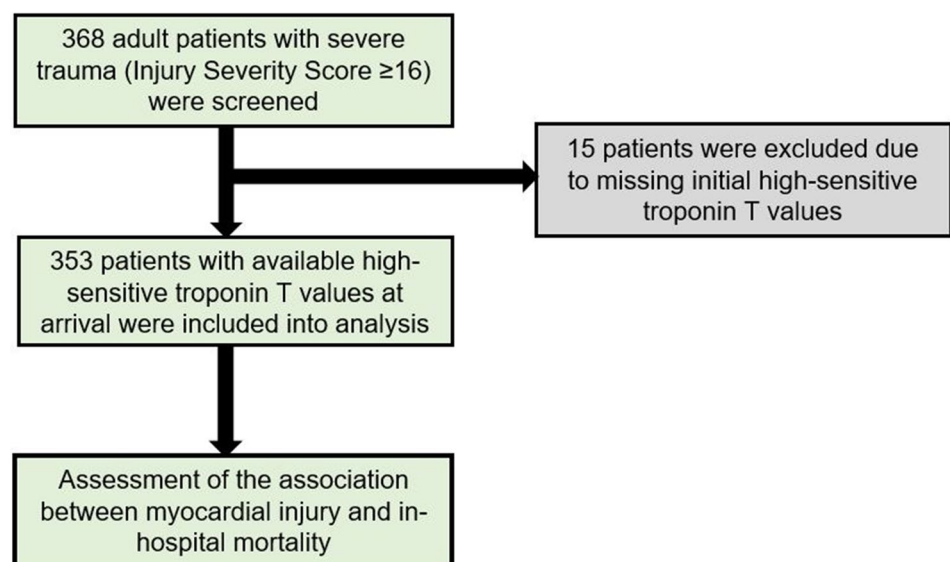 368 adult patients with severe
trauma (Injury Severity Score ≥16)
were screened
15 patients were excluded due
to missing initial high-sensitive
troponin T values
353 patients with available high-
sensitive troponin T values at
arrival were included into analysis
Assessment of the association
between myocardial injury and in-
hospital mortality